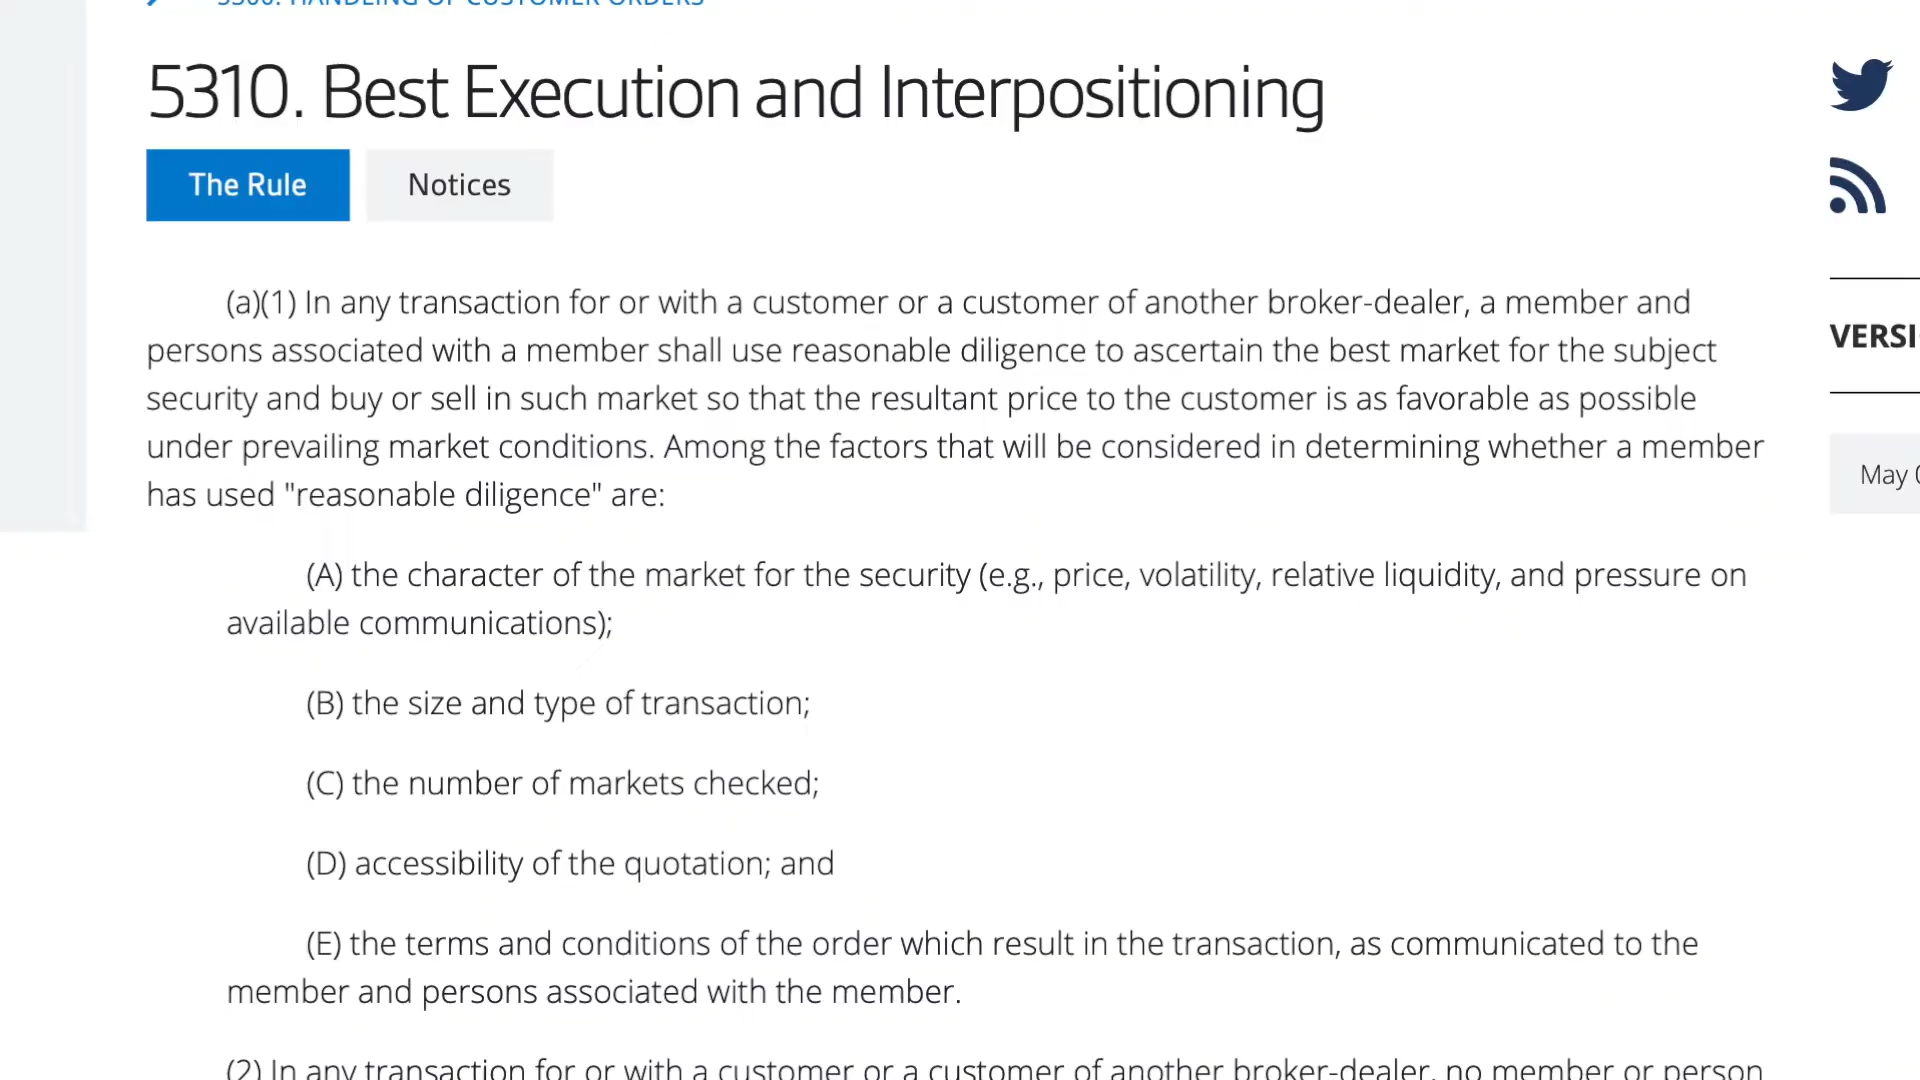 5300. HANDLING OF CUSTOMER ORDERS
5310. Best Execution and Interpositioning
The Rule
Notices
(a)(1) In any transaction for or with a customer or a customer of another broker-dealer, a member and
persons associated with a member shall use reasonable diligence to ascertain the best market for the subject
security and buy or sell in such market so that the resultant price to the customer is as favorable as possible
under prevailing market conditions. Among the factors that will be considered in determining whether a member
has used "reasonable diligence" are:
(A) the character of the market for the security (e.g., price, volatility, relative liquidity, and pressure on
available communications);
(B) the size and type of transaction;
(C) the number of markets checked;
(D) accessibility of the quotation; and
(E) the terms and conditions of the order which result in the transaction, as communicated to the
member and persons associated with the member.
(2) In any transaction for or with a customer or a customer of another broker-dealer, no member or person
VERSI
May